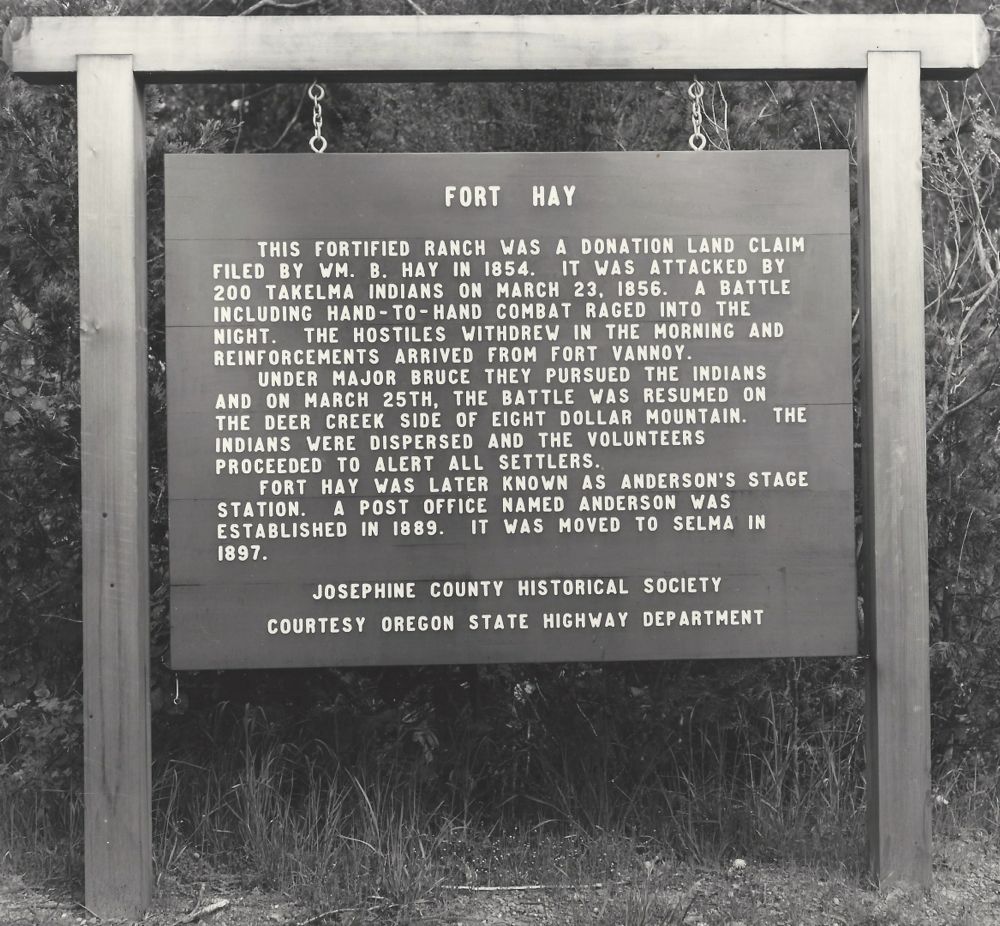 FORT HAY
THIS FORTIFIED RANCH WAS A DONATION LAND CLAIM
FILED BY WM. B. HAY IN 1854. IT WAS ATTACKED BY
200 TAKELMA INDIANS ON MARCH 23, 1856. A BATTLE
INCLUDING HAND-TO-HAND COMBAT RAGED INTO THE
NIGHT. THE HOSTILES WITHDREW IN THE MORNING AND
REINFORCEMENTS ARRIVED FROM FORT VANNOY.
UNDER MAJOR BRUCE THEY PURSUED THE INDIANS
AND ON MARCH 25TH, THE BATTLE WAS RESUMED ON
THE DEER CREEK SIDE OF EIGHT DOLLAR MOUNTAIN. THE
INDIANS WERE DISPERSED AND THE VOLUNTEERS
PROCEEDED TO ALERT ALL SETTLERS.
FORT HAY WAS LATER KNOWN AS ANDERSON'S STAGE
STATION. A POST OFFICE NAMED ANDERSON WAS
ESTABLISHED IN 1889. IT WAS MOVED TO SELMA IN
1897.
JOSEPHINE COUNTY HISTORICAL SOCIETY
COURTESY OREGON STATE HIGHWAY DEPARTMENT